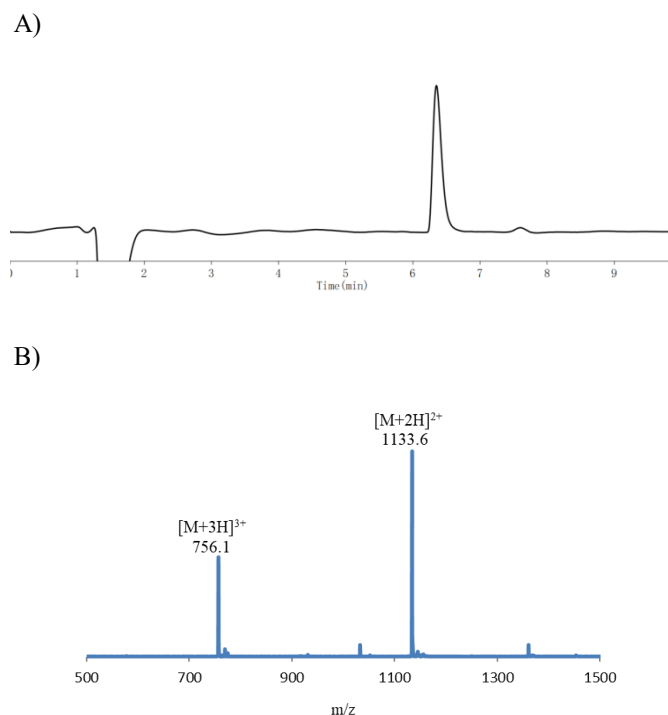 A)
0 1 2 3 4 5 6 7 8 9
Time(min)
B)
[M+2H]²⁺
1133.6
[M+3H]³⁺
756.1
500 700 900 1100 1300 1500
m/z